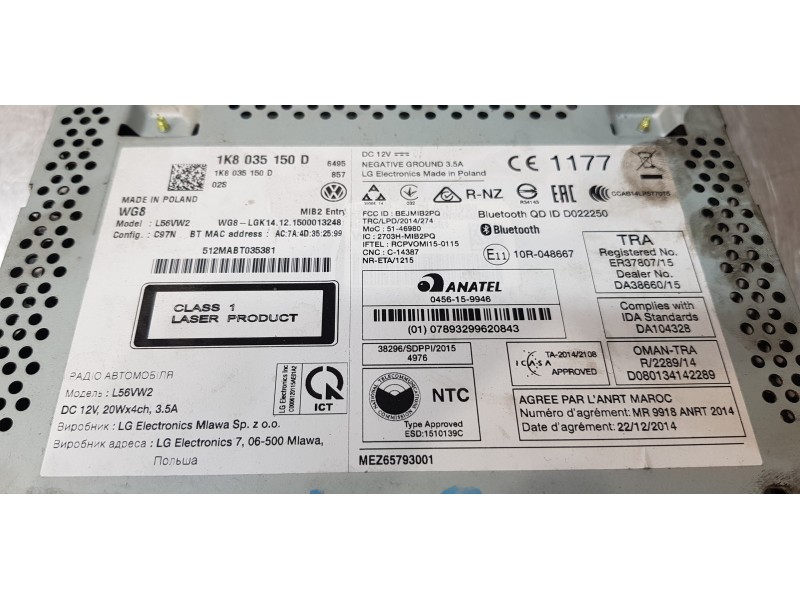 1K8 035 150 D
1K8 035 150 D
02S
6495
857
MADE IN POLAND
WG8
MIB2 Entry
Model: L56VW2
WG8-LGK14.12.1500013248
Config.: C97N
BT MAC address : AC:7A:4D:35:25:99
512MABT035381
CLASS 1
LASER PRODUCT
РАДІО АВТОМОБІЛЯ
Модель: L56VW2
DC 12V, 20Wx4ch, 3.5A
Виробник : LG Electronics Mlawa Sp. z o.o.
Виробник адреса : LG Electronics 7, 06-500 Mlawa,
Польша
LG Electronics Inc
ICT
DC 12V
NEGATIVE GROUND 3.5A
LG Electronics Made in Poland
CE 1177
R-NZ
EAC
FCC ID : BEJMIB2PQ
TRC/LPD/2014/274
MoC: 51-46980
IC : 2703H-MIB2PQ
IFTEL : RCPVOMI15-0115
CNC : C-14387
NR-ETA/1215
Bluetooth QD ID D022250
Bluetooth
E11 10R-048667
ANATEL
0456-15-9946
(01) 07893299620843
TRA
Registered No.
ER37807/15
Dealer No.
DA38660/15
Complies with
IDA Standards
DA104328
38296/SDPPI/2015
4976
ICASA
TA-2014/2108
APPROVED
OMAN-TRA
R/2289/14
D080134142289
NTC
Type Approved
ESD:1510139C
AGREE PAR L'ANRT MAROC
Numéro d'agrément: MR 9918 ANRT 2014
Date d'agrément: 22/12/2014
MEZ65793001